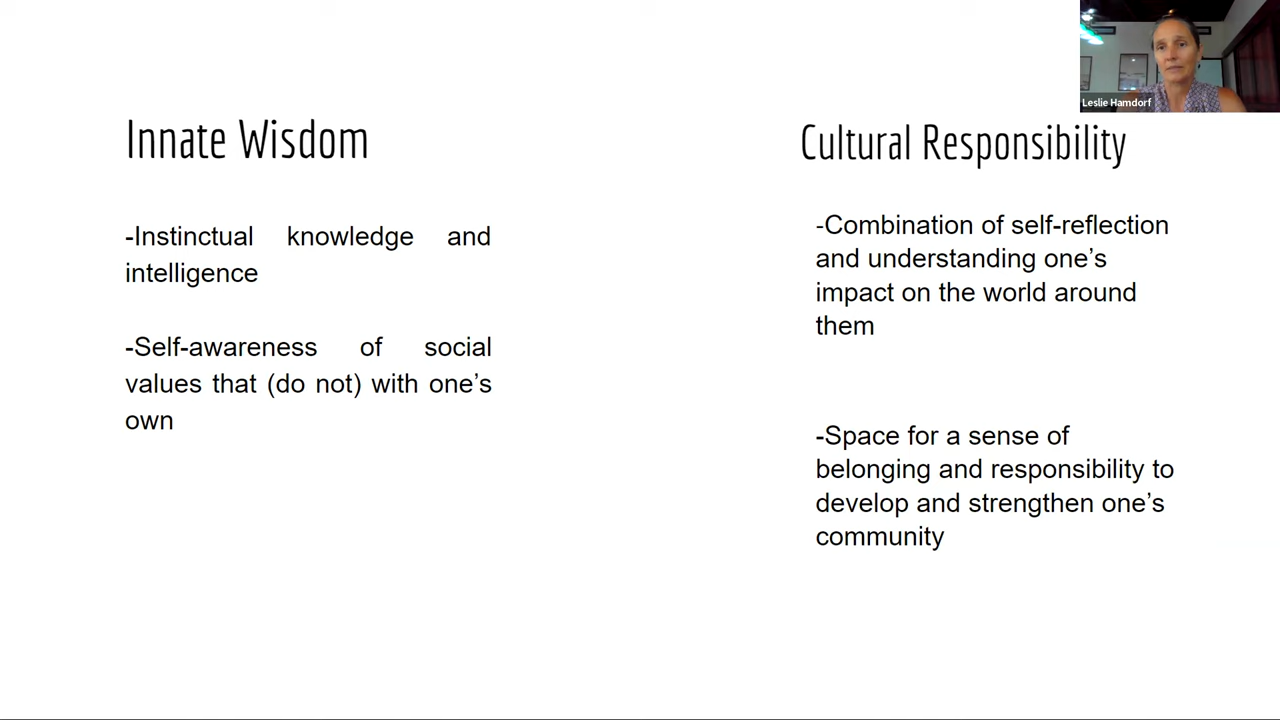 Leslie Hamdorf
Innate Wisdom
-Instinctual knowledge and
intelligence
-Self-awareness of social
values that (do not) with one’s
own
Cultural Responsibility
-Combination of self-reflection
and understanding one’s
impact on the world around
them
-Space for a sense of
belonging and responsibility to
develop and strengthen one’s
community